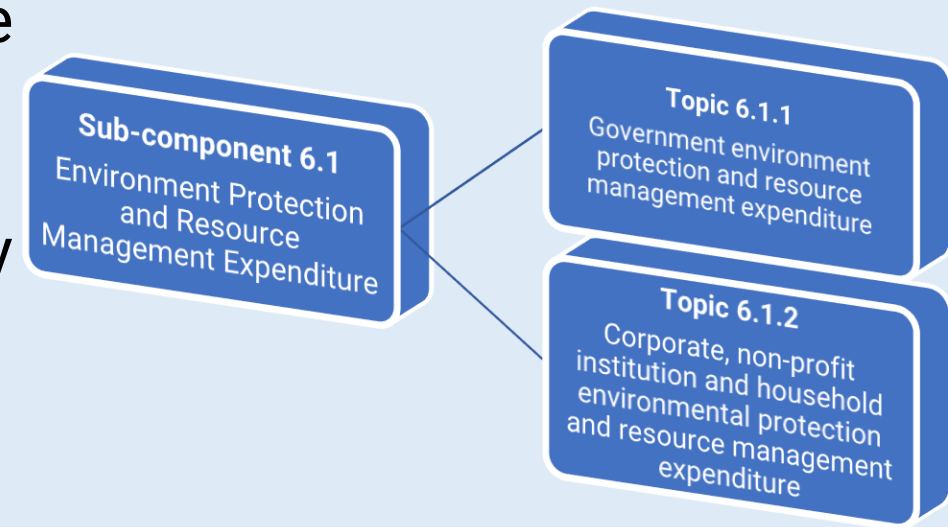 e
y
Sub-component 6.1
Environment Protection
and Resource
Management Expenditure
Topic 6.1.1
Government environment
protection and resource
management expenditure
Topic 6.1.2
Corporate, non-profit
institution and household
environmental protection
and resource management
expenditure